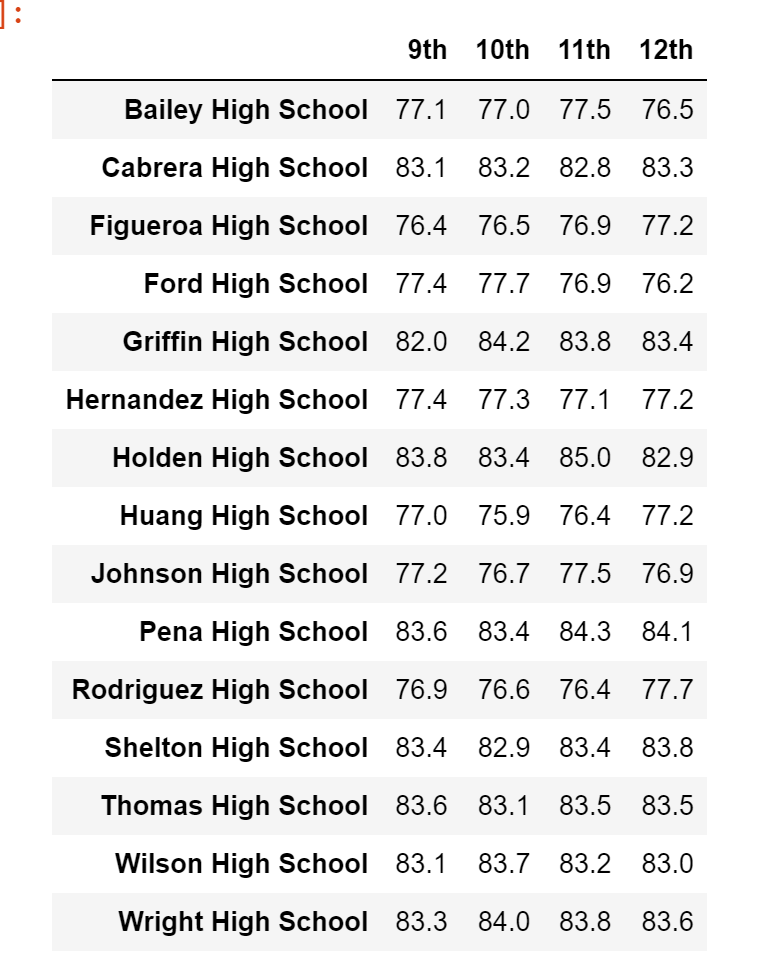 ]:
9th 10th 11th 12th
Bailey High School 77.1 77.0 77.5 76.5
Cabrera High School 83.1 83.2 82.8 83.3
Figueroa High School 76.4 76.5 76.9 77.2
Ford High School 77.4 77.7 76.9 76.2
Griffin High School 82.0 84.2 83.8 83.4
Hernandez High School 77.4 77.3 77.1 77.2
Holden High School 83.8 83.4 85.0 82.9
Huang High School 77.0 75.9 76.4 77.2
Johnson High School 77.2 76.7 77.5 76.9
Pena High School 83.6 83.4 84.3 84.1
Rodriguez High School 76.9 76.6 76.4 77.7
Shelton High School 83.4 82.9 83.4 83.8
Thomas High School 83.6 83.1 83.5 83.5
Wilson High School 83.1 83.7 83.2 83.0
Wright High School 83.3 84.0 83.8 83.6